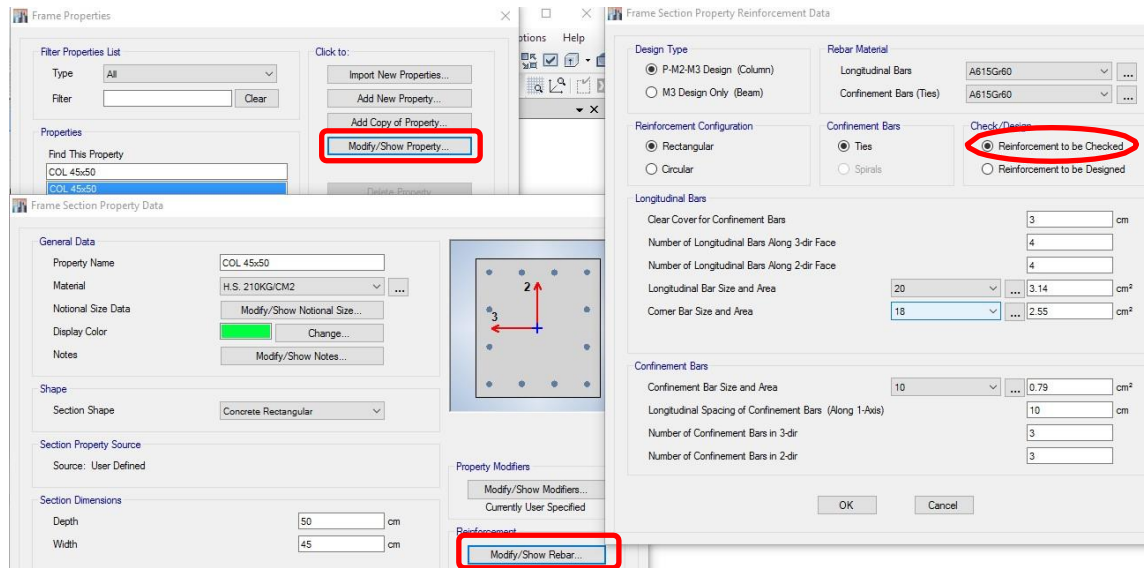 Frame Properties
ptions Help
Filter Properties List
Click to:
Type All
Import New Properties...
Filter Clear
Add New Property...
Add Copy of Property...
Properties
Modify/Show Property...
Find This Property
COL 45x50
COL 45x50
Delete Property
Frame Section Property Data
General Data
Property Name COL 45x50
Material H.S. 210KG/CM2 ...
Notional Size Data Modify/Show Notional Size...
Display Color Change...
Notes Modify/Show Notes...
2
3
Shape
Section Shape Concrete Rectangular
Section Property Source
Source: User Defined
Property Modifiers
Modify/Show Modifiers...
Currently User Specified
Section Dimensions
Depth 50 cm
Width 45 cm
Reinforcement
Modify/Show Rebar...
Frame Section Property Reinforcement Data
Design Type
P-M2-M3 Design (Column)
M3 Design Only (Beam)
Rebar Material
Longitudinal Bars A615Gr60 ...
Confinement Bars (Ties) A615Gr60 ...
Reinforcement Configuration
Rectangular
Circular
Confinement Bars
Ties
Spirals
Check/Design
Reinforcement to be Checked
Reinforcement to be Designed
Longitudinal Bars
Clear Cover for Confinement Bars 3 cm
Number of Longitudinal Bars Along 3-dir Face 4
Number of Longitudinal Bars Along 2-dir Face 4
Longitudinal Bar Size and Area 20 ... 3.14 cm²
Corner Bar Size and Area 18 ... 2.55 cm²
Confinement Bars
Confinement Bar Size and Area 10 ... 0.79 cm²
Longitudinal Spacing of Confinement Bars (Along 1-Axis) 10 cm
Number of Confinement Bars in 3-dir 3
Number of Confinement Bars in 2-dir 3
OK Cancel